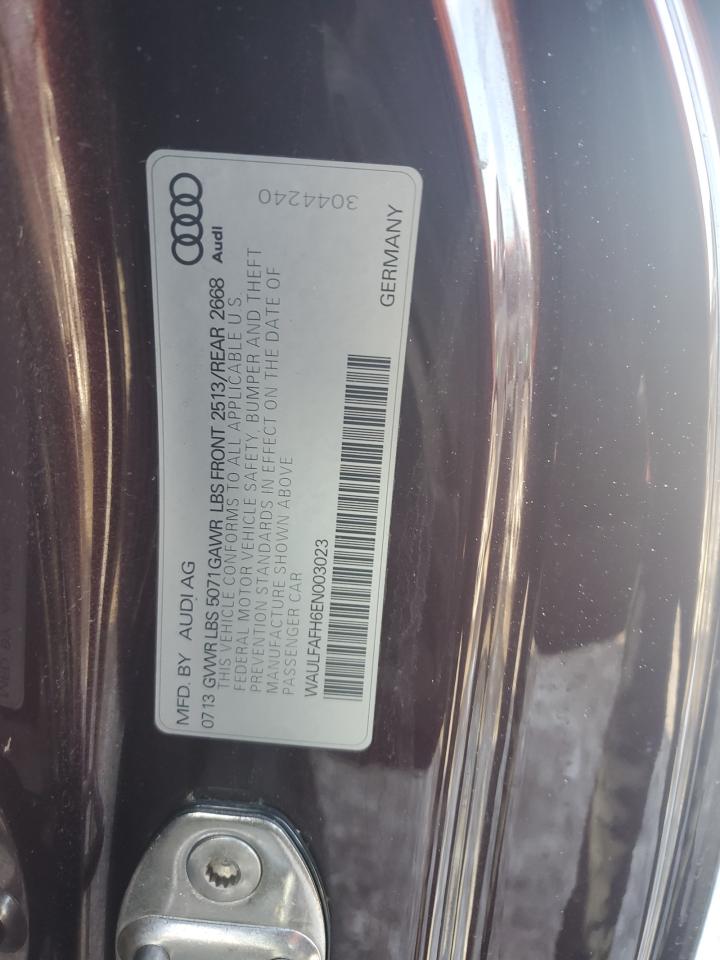 MFD. BY AUDI AG
0713 GVWR LBS 5071 GAWR LBS FRONT 2513/REAR 2668
Audi
THIS VEHICLE CONFORMS TO ALL APPLICABLE U.S.
FEDERAL MOTOR VEHICLE SAFETY, BUMPER AND THEFT
PREVENTION STANDARDS IN EFFECT ON THE DATE OF
MANUFACTURE SHOWN ABOVE
PASSENGER CAR
WAULFAFH6EN003023
GERMANY
3044240